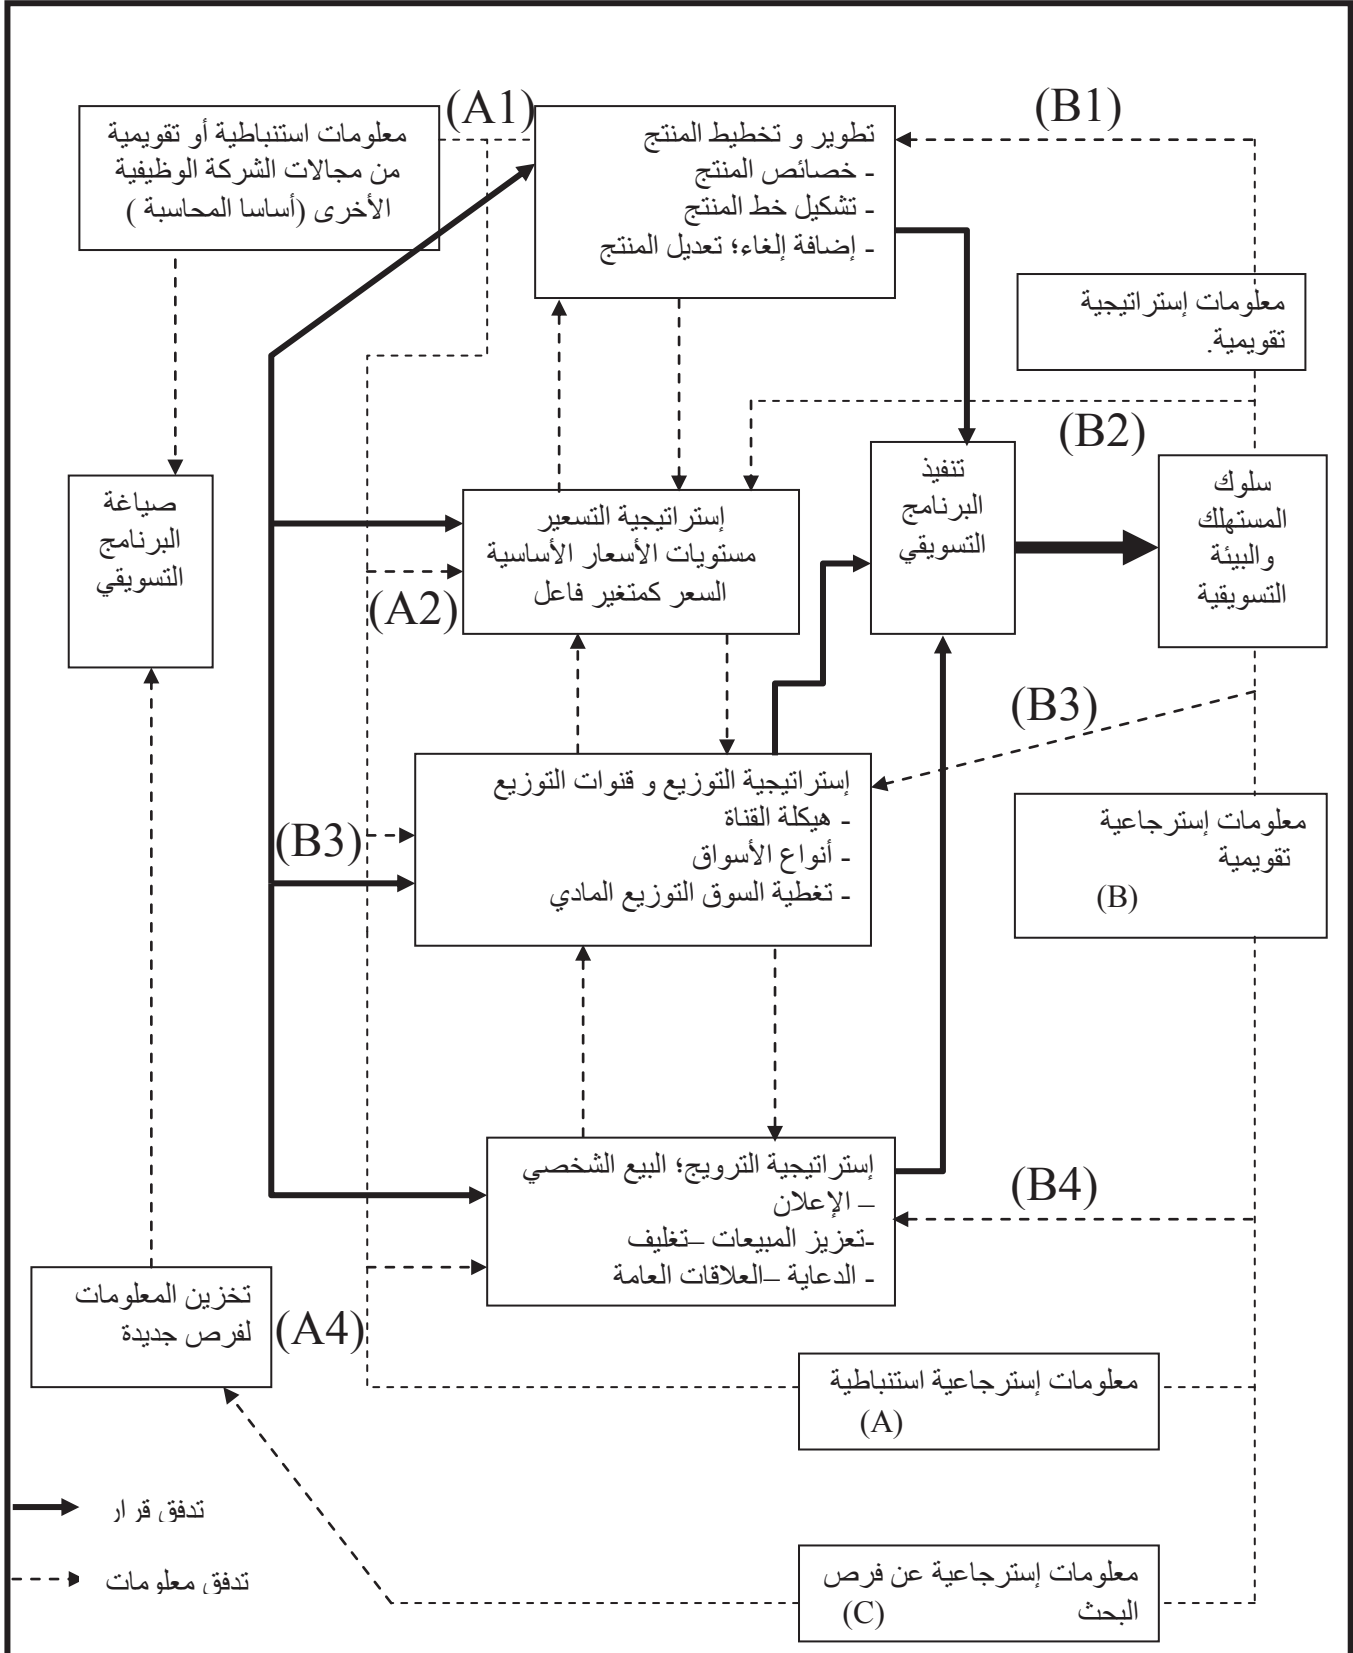 (A1)
(B1)
معلومات استنباطية أو تقويمية
من مجالات الشركة الوظيفية
الأخرى (أساسا المحاسبة )
تطوير و تخطيط المنتج
- خصائص المنتج
- تشكيل خط المنتج
- إضافة إلغاء؛ تعديل المنتج
معلومات إستراتيجية
تقويمية.
(B2)
صياغة
البرنامج
التسويقي
إستراتيجية التسعير
مستويات الأسعار الأساسية
السعر كمتغير فاعل
(A2)
تنفيذ
البرنامج
التسويقي
سلوك
المستهلك
والبيئة
التسويقية
(B3)
(B3)
إستراتيجية التوزيع و قنوات التوزيع
- هيكلة القناة
- أنواع الأسواق
- تغطية السوق التوزيع المادي
معلومات إسترجاعية
تقويمية
(B)
إستراتيجية الترويج؛ البيع الشخصي
– الإعلان
-تعزيز المبيعات –تغليف
- الدعاية –العلاقات العامة
(B4)
تخزين المعلومات
لفرص جديدة
(A4)
معلومات إسترجاعية استنباطية
(A)
تدفق قرار
تدفق معلومات
معلومات إسترجاعية عن فرص
البحث (C)